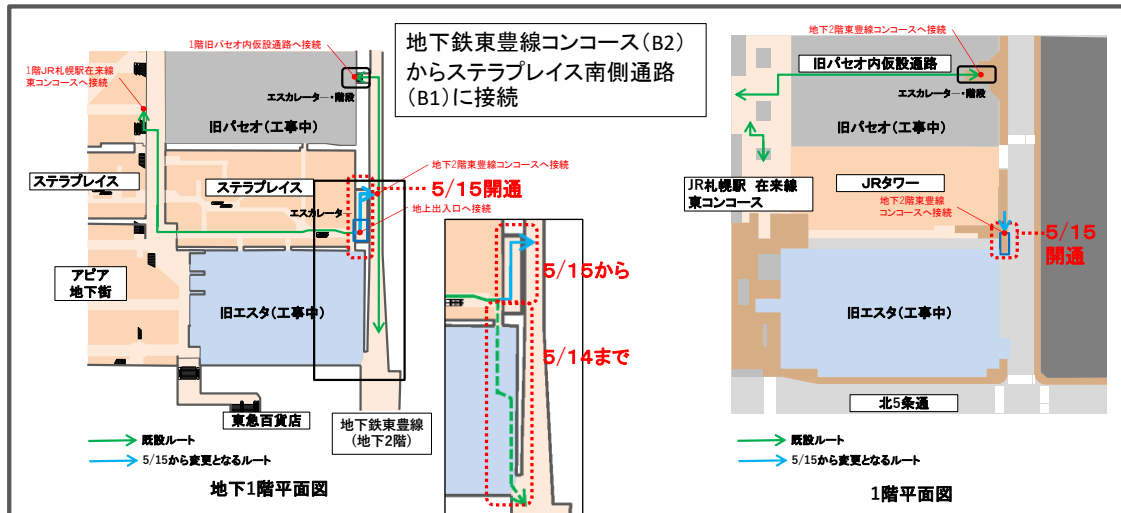 地下鉄東豊線コンコース（B2）
からステラプレイス南側通路
（B1）に接続
1階旧パセオ内仮設通路へ接続
1階JR札幌駅在来線
東コンコースへ接続
エスカレーター・階段
旧パセオ（工事中）
地下2階東豊線コンコースへ接続
ステラプレイス
ステラプレイス
5/15開通
エスカレーター
地上出入口へ接続
アピア
地下街
旧エスタ（工事中）
5/15から
5/14まで
東急百貨店
地下鉄東豊線
（地下2階）
既設ルート
5/15から変更となるルート
地下1階平面図
地下2階東豊線コンコースへ接続
旧パセオ内仮設通路
エスカレーター・階段
旧パセオ（工事中）
JR札幌駅 在来線
東コンコース
JRタワー
地下2階東豊線
コンコースへ接続
5/15
開通
旧エスタ（工事中）
北5条通
既設ルート
5/15から変更となるルート
1階平面図